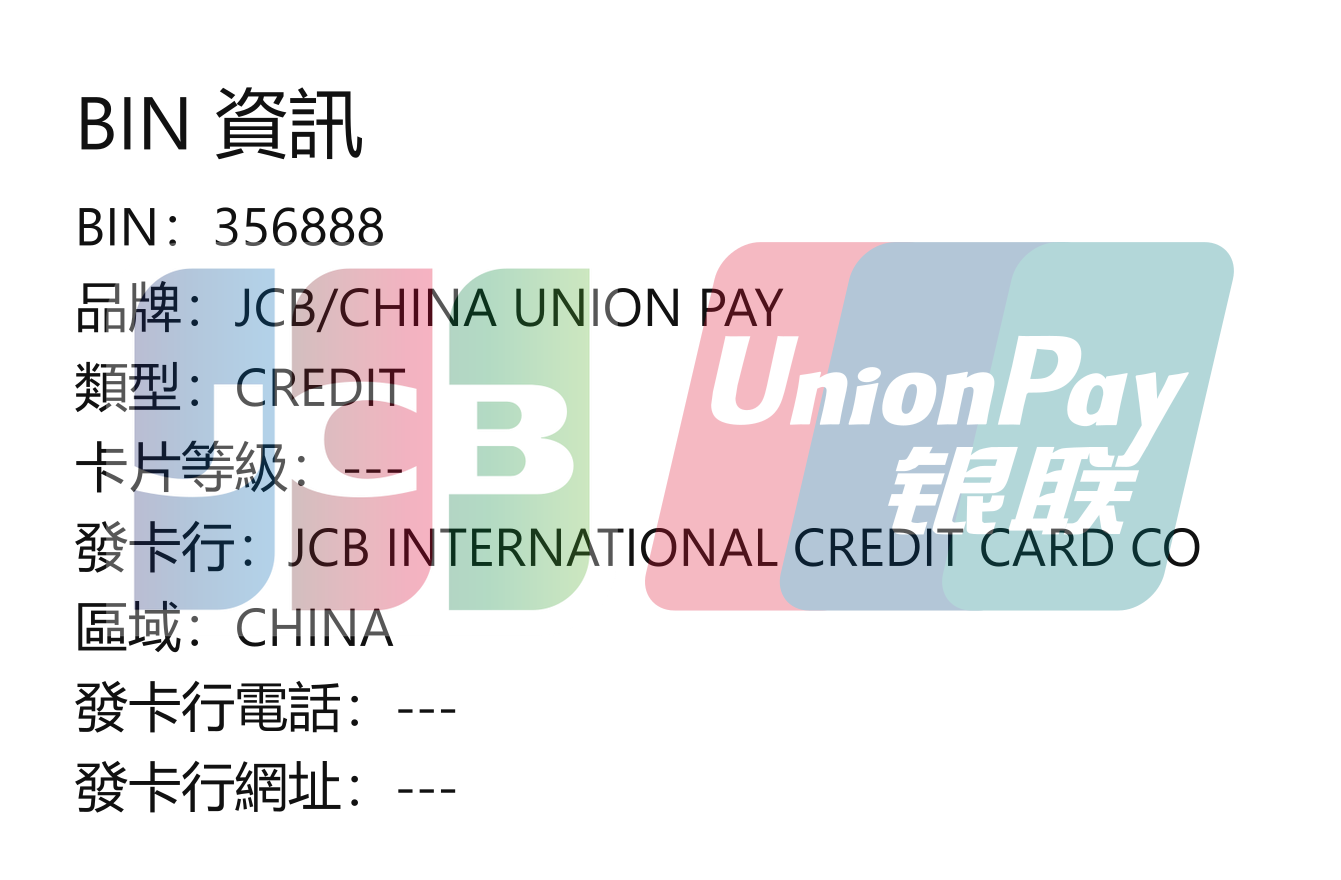 BIN 資訊
BIN：356888
品牌：JCB/CHINA UNION PAY
類型：CREDIT
卡片等級：---
發卡行：JCB INTERNATIONAL CREDIT CARD CO
區域：CHINA
發卡行電話：---
發卡行網址：---
JCB
UnionPay
银联